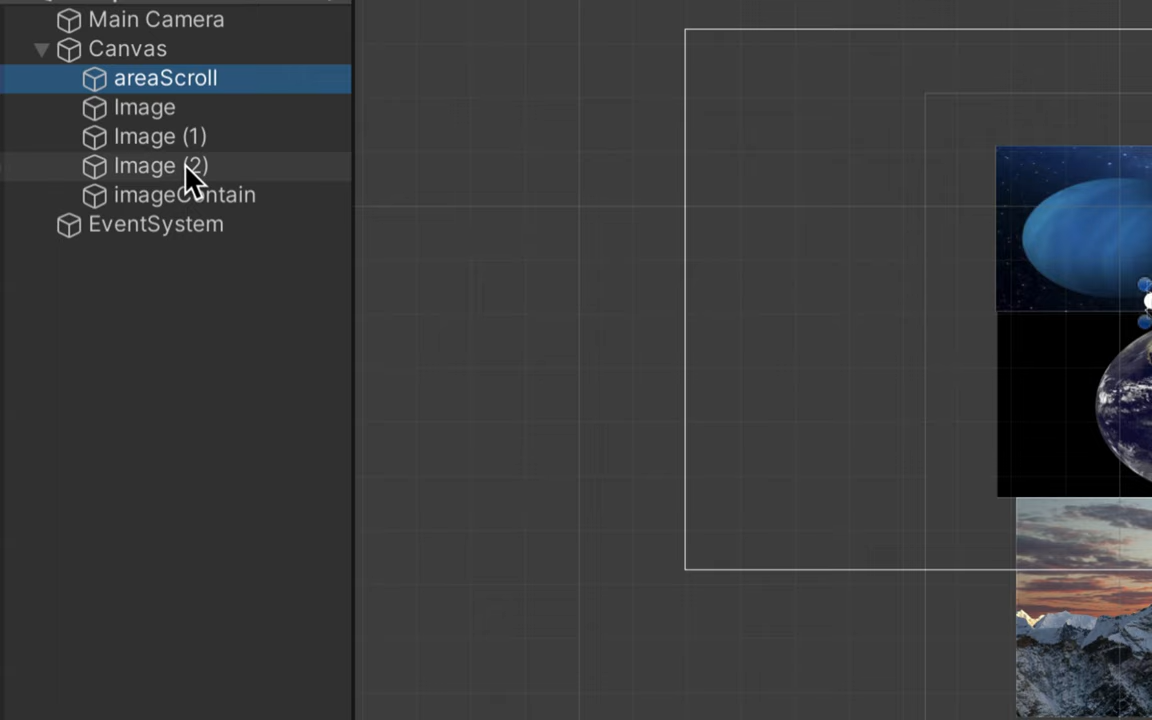 Main Camera
Canvas
areaScroll
Image
Image (1)
Image (2)
imageContain
EventSystem